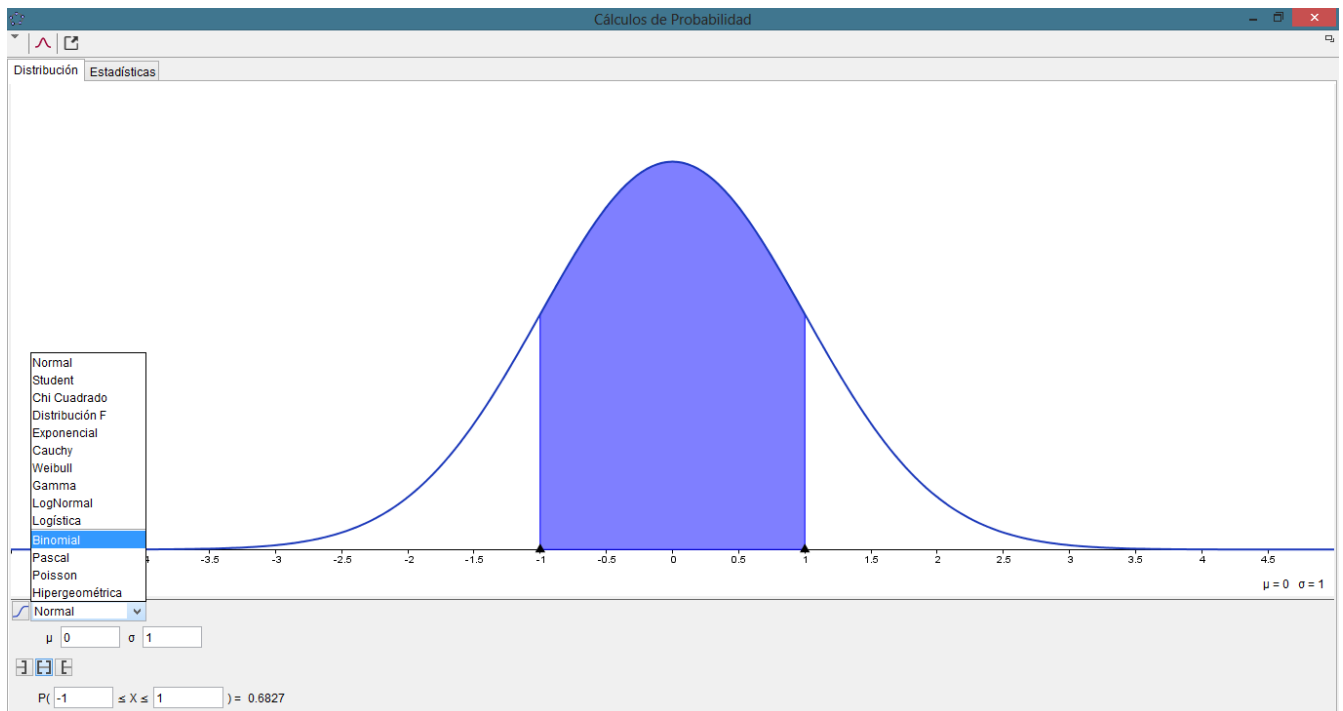 Cálculos de Probabilidad
Distribución Estadísticas
Normal
Student
Chi Cuadrado
Distribución F
Exponencial
Cauchy
Weibull
Gamma
LogNormal
Logística
Binomial
Pascal
Poisson
Hipergeométrica
-3.5 -3 -2.5 -2 -1.5 -1 -0.5 0 0.5 1 1.5 2 2.5 3 3.5 4 4.5
μ = 0 σ = 1
Normal
μ 0 σ 1
P( -1 ≤ X ≤ 1 ) = 0.6827